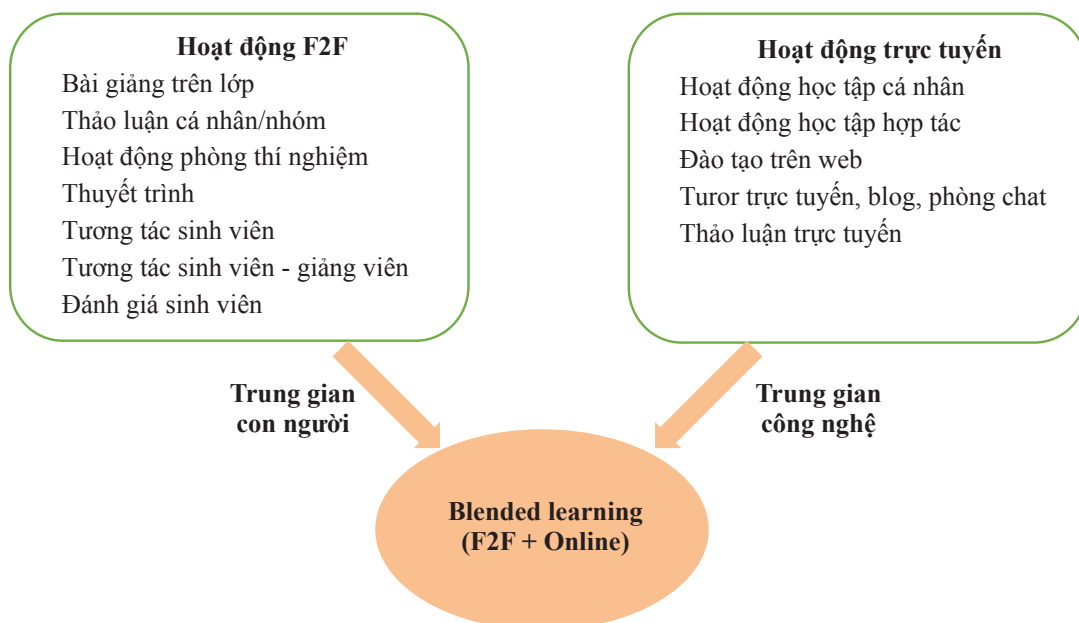 Hoạt động F2F
Bài giảng trên lớp
Thảo luận cá nhân/nhóm
Hoạt động phòng thí nghiệm
Thuyết trình
Tương tác sinh viên
Tương tác sinh viên - giảng viên
Đánh giá sinh viên
Hoạt động trực tuyến
Hoạt động học tập cá nhân
Hoạt động học tập hợp tác
Đào tạo trên web
Turor trực tuyến, blog, phòng chat
Thảo luận trực tuyến
Trung gian
con người
Trung gian
công nghệ
Blended learning
(F2F + Online)